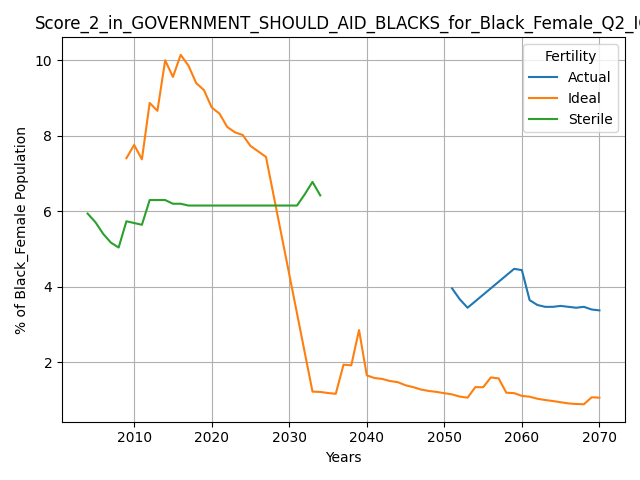 Score_2_in_GOVERNMENT_SHOULD_AID_BLACKS_for_Black_Female_Q2_I
Fertility
Actual
Ideal
Sterile
% of Black_Female Population
10
8
6
4
2
2010 2020 2030 2040 2050 2060 2070
Years